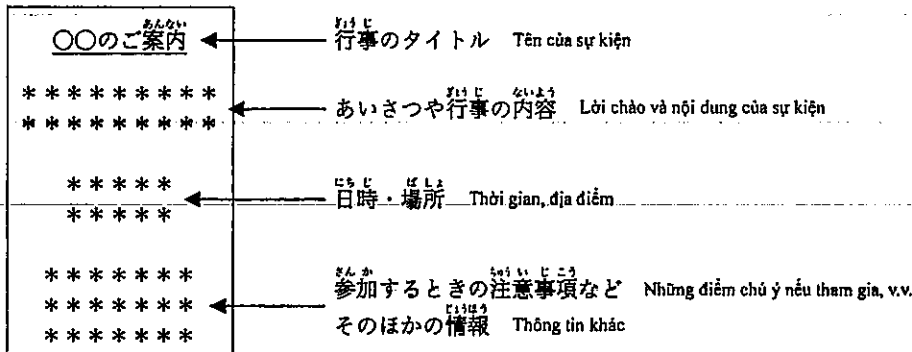 ○○のご案内
行事のタイトル Tên của sự kiện
*********
*********
あいさつや行事の内容 Lời chào và nội dung của sự kiện
*****
*****
日時・場所 Thời gian, địa điểm
*******
*******
*******
参加するときの注意事項など Những điểm chú ý nếu tham gia, v.v.
そのほかの情報 Thông tin khác